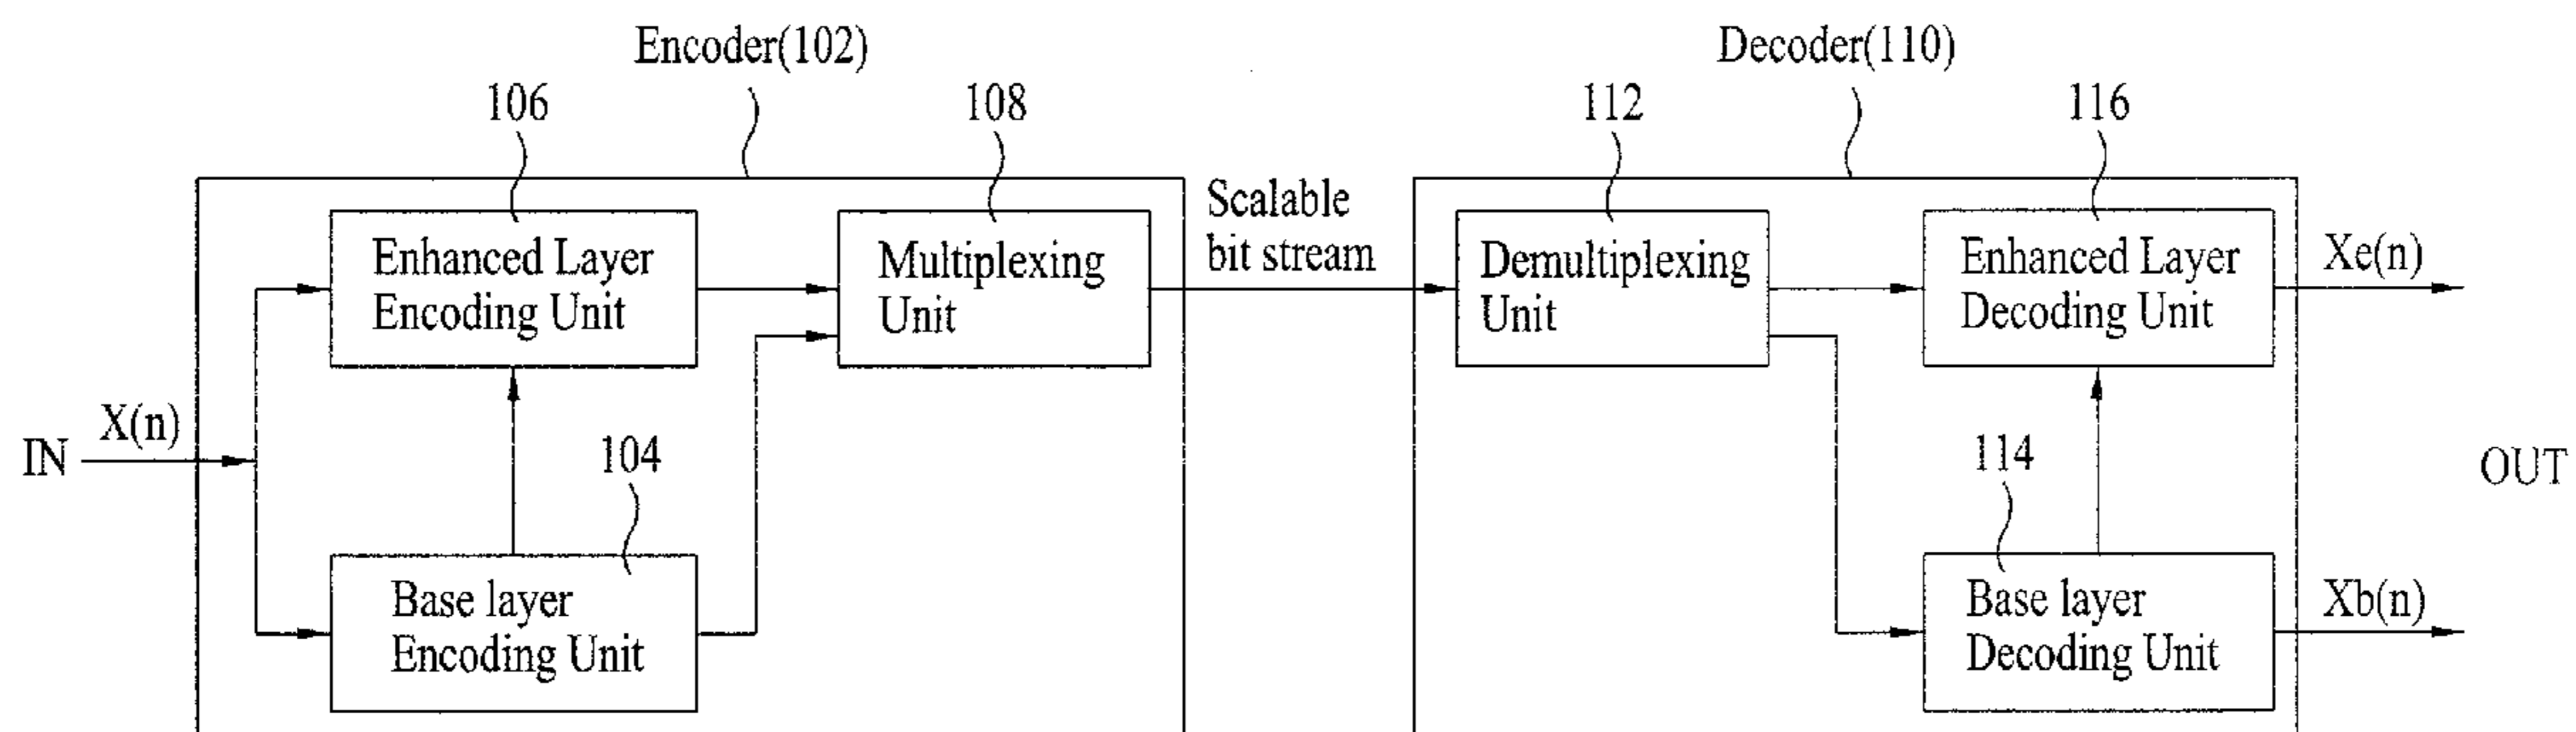 Encoder(102)
Decoder(110)
106
108
112
116
Scalable
bit stream
Enhanced Layer
Encoding Unit
Multiplexing
Unit
Demultiplexing
Unit
Enhanced Layer
Decoding Unit
Xe(n)
IN
X(n)
104
114
OUT
Base layer
Encoding Unit
Base layer
Decoding Unit
Xb(n)